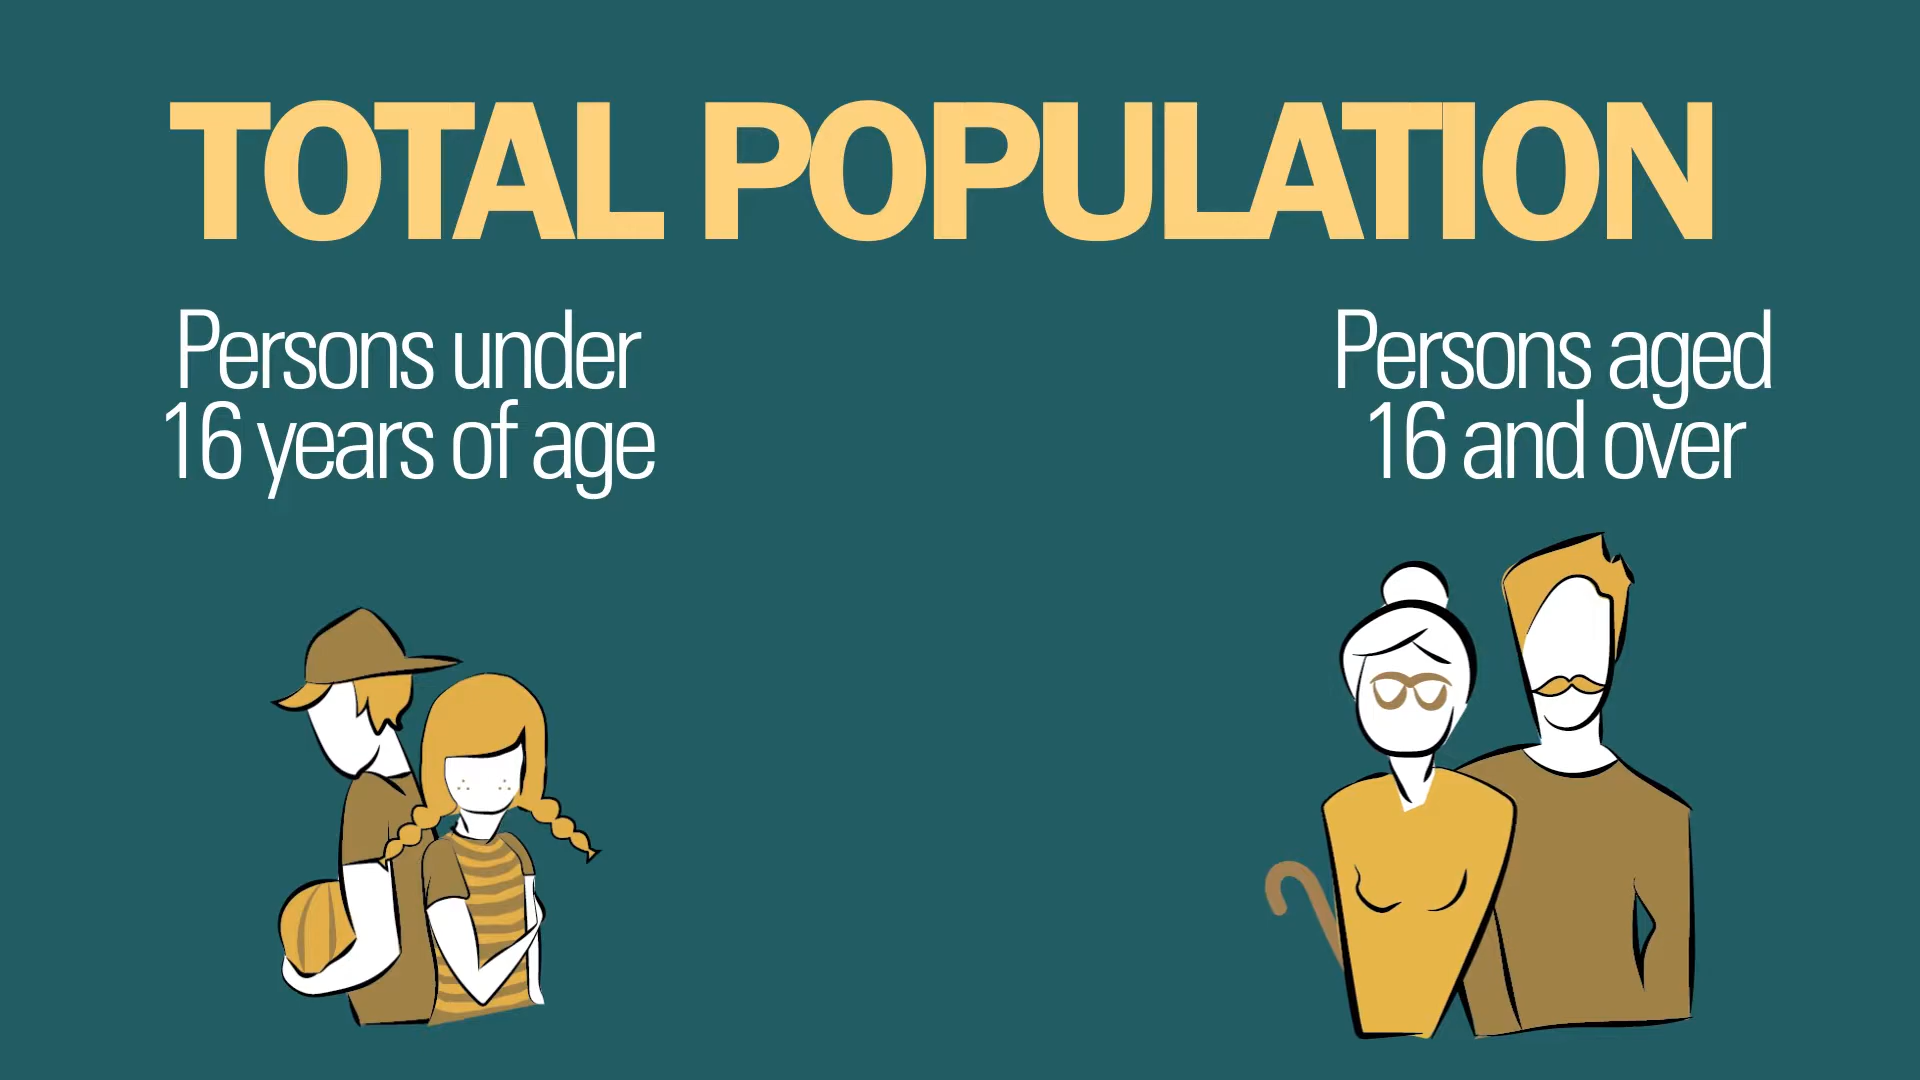 TOTAL POPULATION
Persons under
16 years of age
Persons aged
16 and over